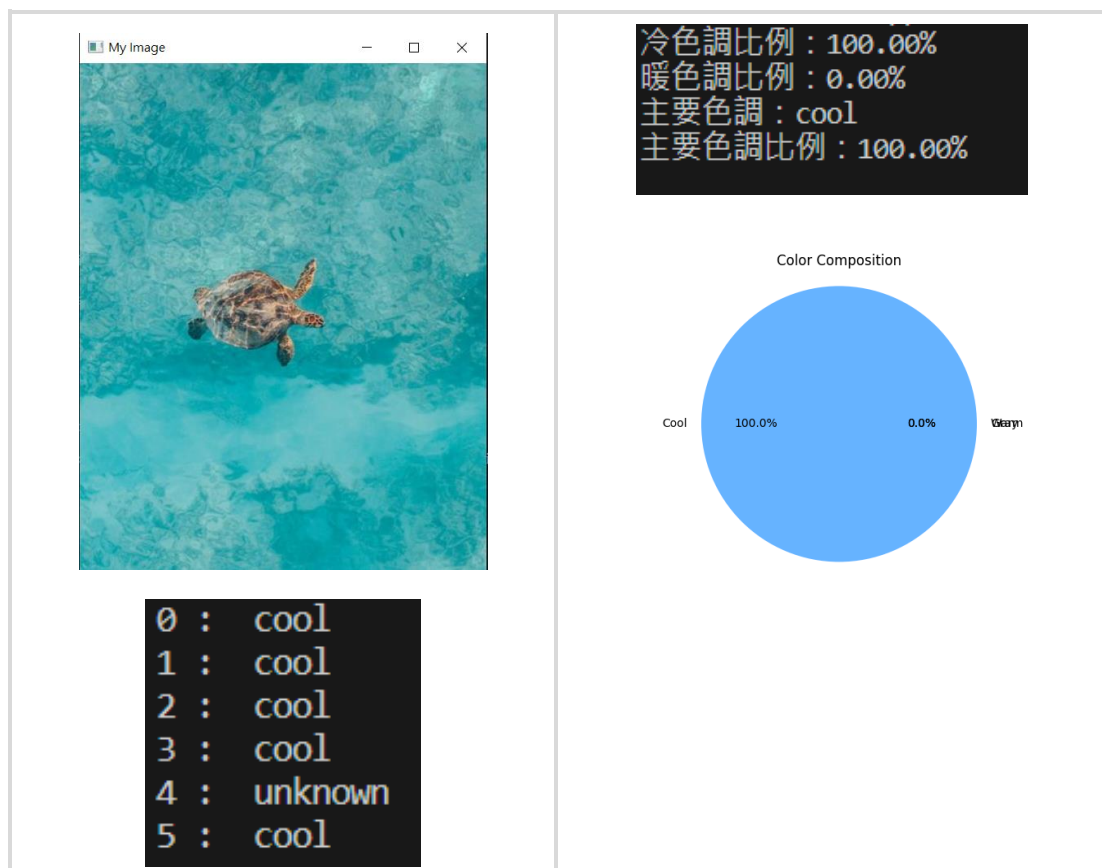 My Image
0 : cool
1 : cool
2 : cool
3 : cool
4 : unknown
5 : cool
冷色調比例：100.00%
暖色調比例：0.00%
主要色調：cool
主要色調比例：100.00%
Color Composition
Cool 100.0% 0.0%